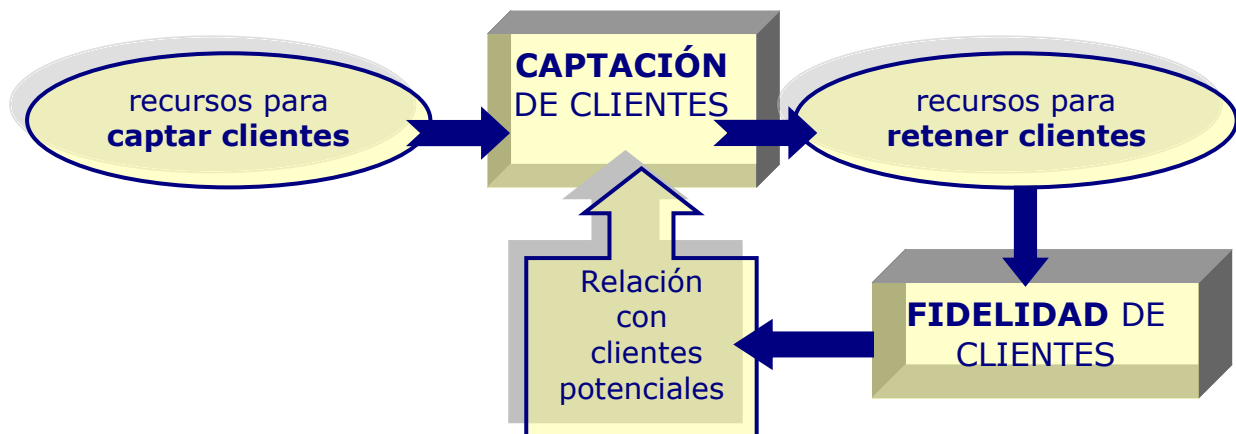 recursos para
captar clientes
CAPTACIÓN
DE CLIENTES
recursos para
retener clientes
FIDELIDAD DE
CLIENTES
Relación
con
clientes
potenciales